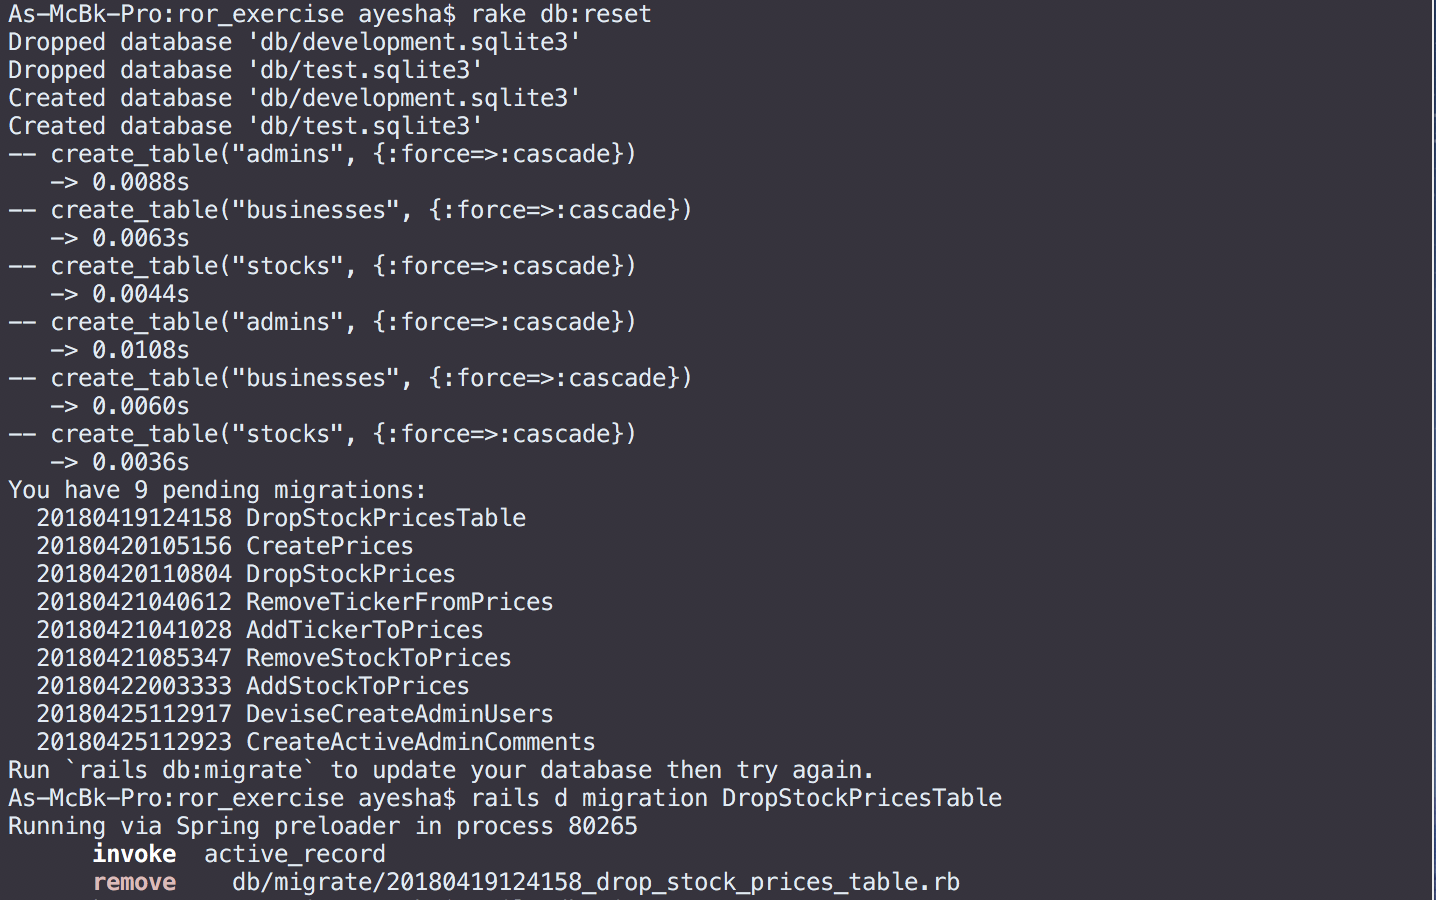 As-McBk-Pro:ror_exercise ayesha$ rake db:reset
Dropped database 'db/development.sqlite3'
Dropped database 'db/test.sqlite3'
Created database 'db/development.sqlite3'
Created database 'db/test.sqlite3'
-- create_table("admins", {:force=>:cascade})
   -> 0.0088s
-- create_table("businesses", {:force=>:cascade})
   -> 0.0063s
-- create_table("stocks", {:force=>:cascade})
   -> 0.0044s
-- create_table("admins", {:force=>:cascade})
   -> 0.0108s
-- create_table("businesses", {:force=>:cascade})
   -> 0.0060s
-- create_table("stocks", {:force=>:cascade})
   -> 0.0036s
You have 9 pending migrations:
  20180419124158 DropStockPricesTable
  20180420105156 CreatePrices
  20180420110804 DropStockPrices
  20180421040612 RemoveTickerFromPrices
  20180421041028 AddTickerToPrices
  20180421085347 RemoveStockToPrices
  20180422003333 AddStockToPrices
  20180425112917 DeviseCreateAdminUsers
  20180425112923 CreateActiveAdminComments
Run `rails db:migrate` to update your database then try again.
As-McBk-Pro:ror_exercise ayesha$ rails d migration DropStockPricesTable
Running via Spring preloader in process 80265
      invoke  active_record
      remove    db/migrate/20180419124158_drop_stock_prices_table.rb